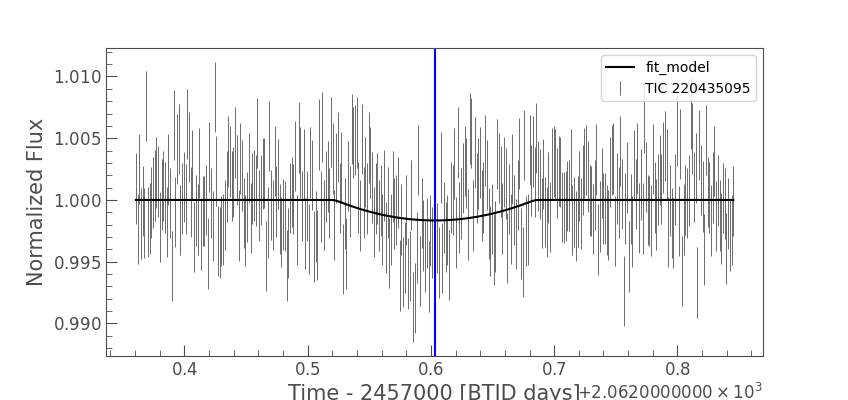 fit_model
TIC 220435095
1.010
1.005
1.000
0.995
0.990
Normalized Flux
0.4 0.5 0.6 0.7 0.8
Time - 2457000 [BTJD days]
+2.0620000000×10³